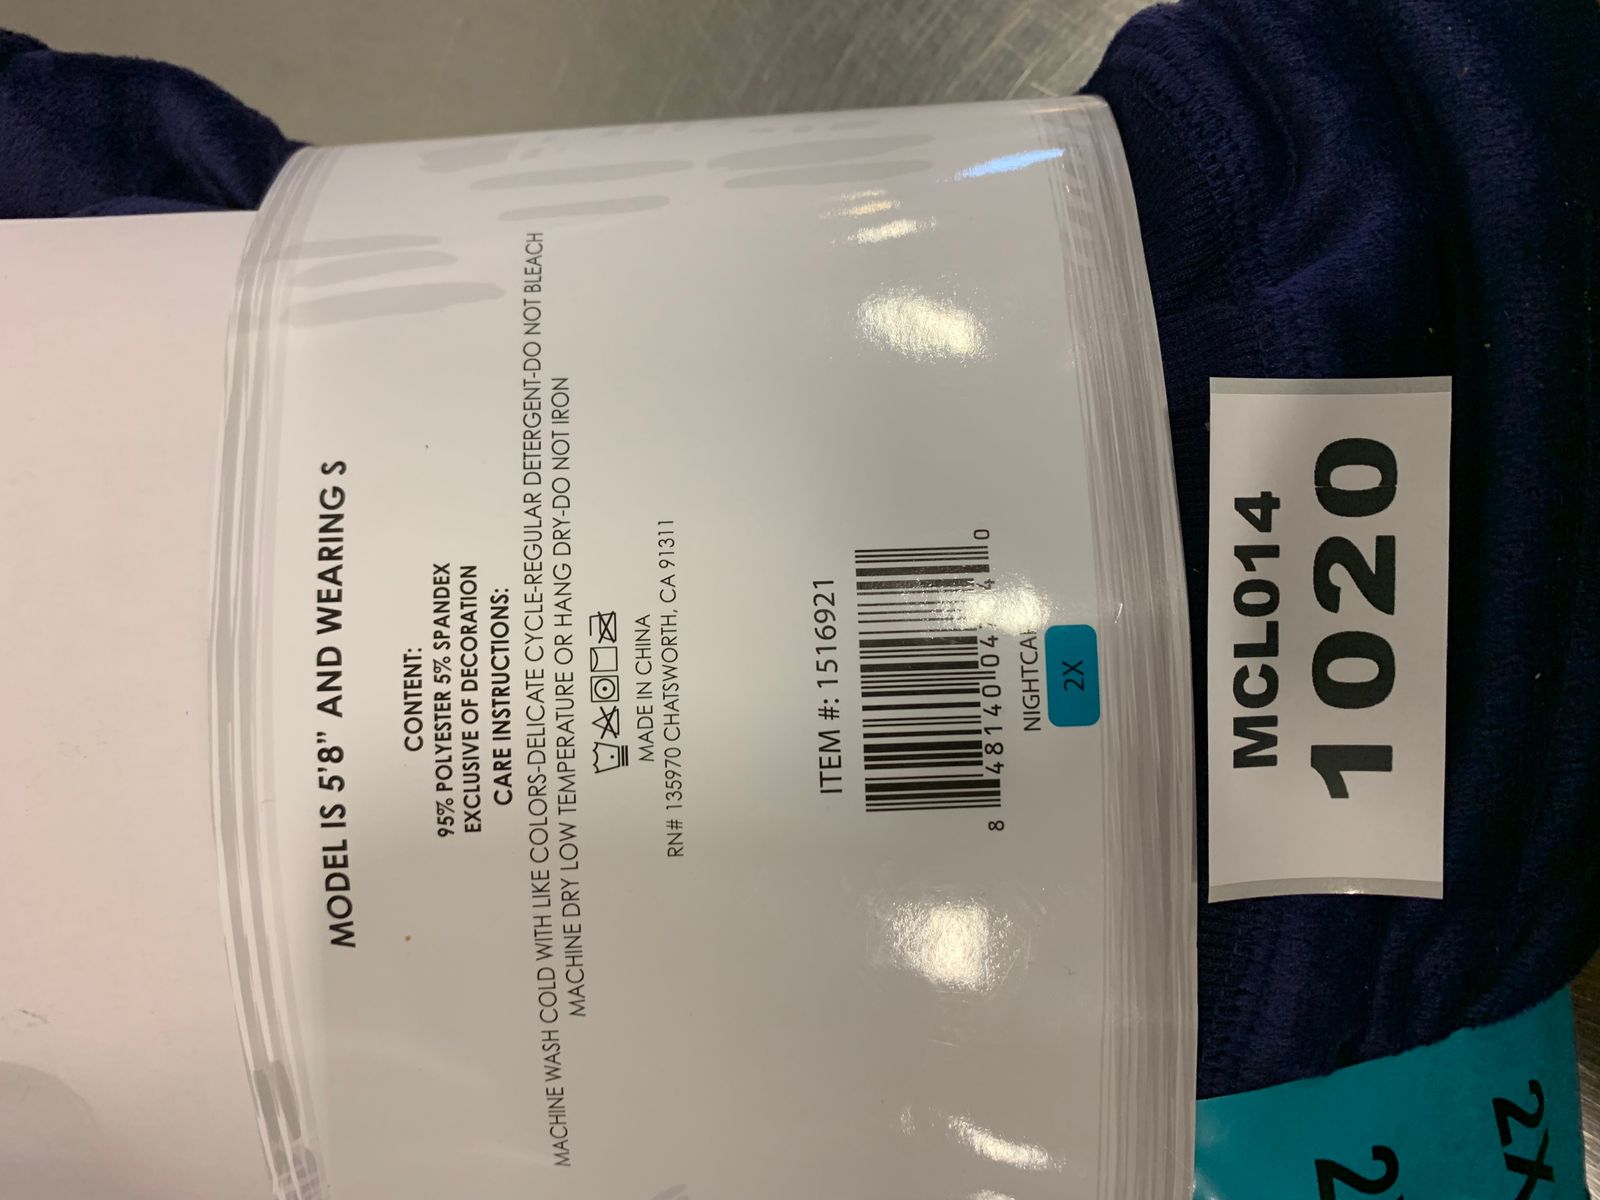 MODEL IS 5'8" AND WEARING S
CONTENT:
95% POLYESTER 5% SPANDEX
EXCLUSIVE OF DECORATION
CARE INSTRUCTIONS:
MACHINE WASH COLD WITH LIKE COLORS-DELICATE CYCLE-REGULAR DETERGENT-DO NOT BLEACH
MACHINE DRY LOW TEMPERATURE OR HANG DRY-DO NOT IRON
MADE IN CHINA
RN# 135970 CHATSWORTH, CA 91311
ITEM #: 1516921
2X
MCL014
1020
2X